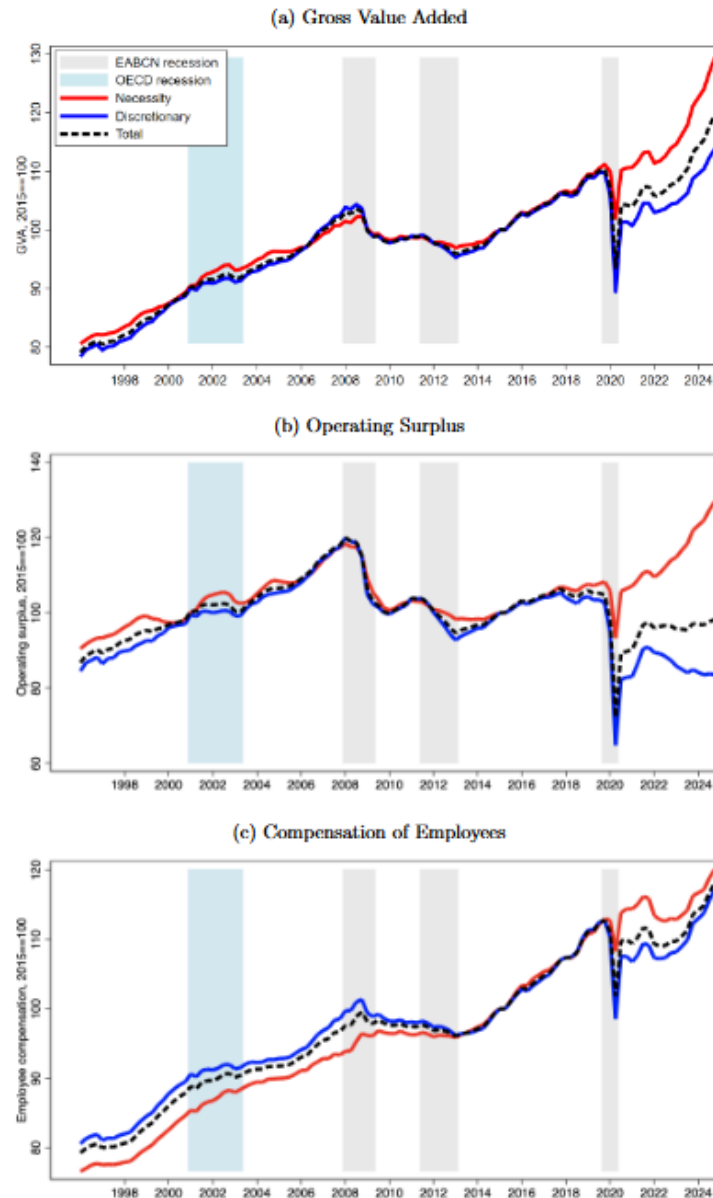 (a) Gross Value Added
130
120
110
100
90
80
GVA, 2015==100
EABCN recession
OECD recession
Necessity
Discretionary
Total
1998 2000 2002 2004 2006 2008 2010 2012 2014 2016 2018 2020 2022 2024
(b) Operating Surplus
140
120
100
80
60
Operating surplus, 2015==100
1998 2000 2002 2004 2006 2008 2010 2012 2014 2016 2018 2020 2022 2024
(c) Compensation of Employees
120
110
100
90
80
Employee compensation, 2015==100
1998 2000 2002 2004 2006 2008 2010 2012 2014 2016 2018 2020 2022 2024